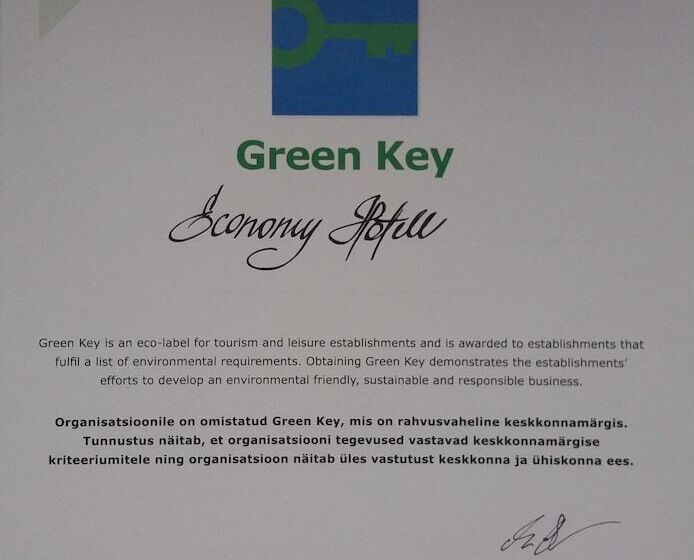 Green Key
Economy Hotell
Green Key is an eco-label for tourism and leisure establishments and is awarded to establishments that
fulfil a list of environmental requirements. Obtaining Green Key demonstrates the establishments'
efforts to develop an environmental friendly, sustainable and responsible business.
Organisatsioonile on omistatud Green Key, mis on rahvusvaheline keskkonnamärgis.
Tunnustus näitab, et organisatsiooni tegevused vastavad keskkonnamärgise
kriteeriumitele ning organisatsioon näitab üles vastutust keskkonna ja ühiskonna ees.